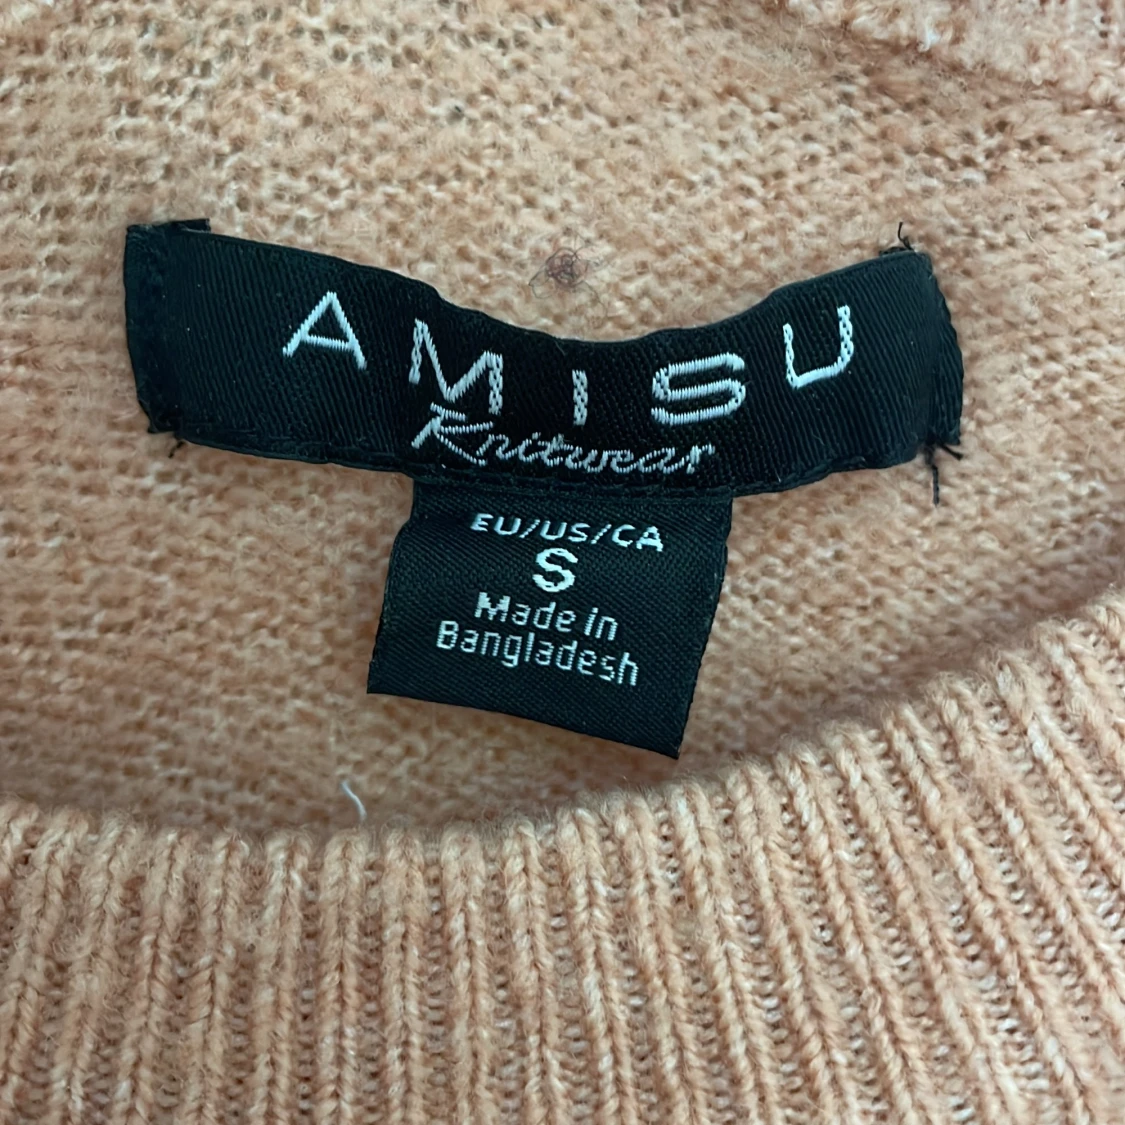 AMISU
Knitwear
EU/US/CA
S
Made in
Bangladesh